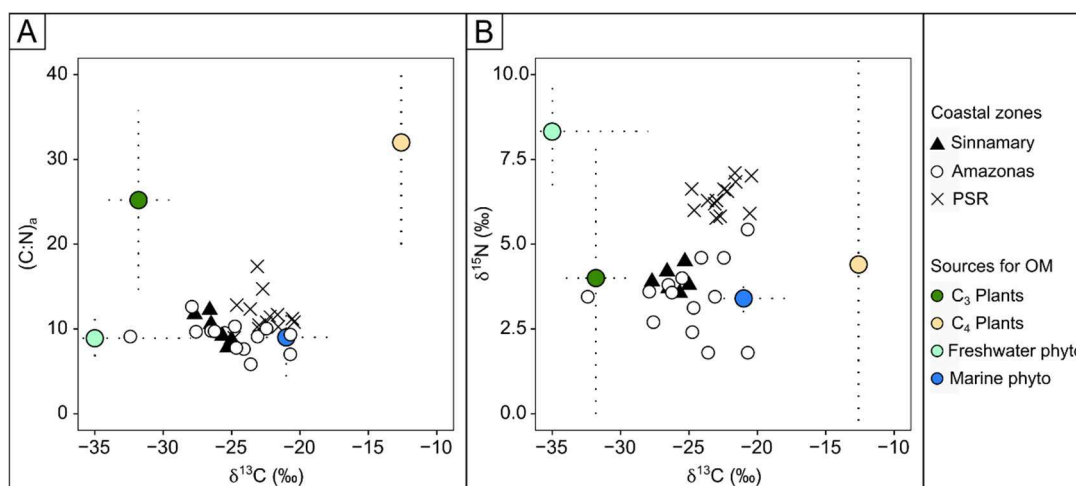 A
B
40
30
20
10
0
(C:N)ₐ
−35
−30
−25
−20
−15
−10
δ¹³C (‰)
10.0
7.5
5.0
2.5
0.0
δ¹⁵N (‰)
−35
−30
−25
−20
−15
−10
δ¹³C (‰)
Coastal zones
Sinnamary
Amazonas
PSR
Sources for OM
C₃ Plants
C₄ Plants
Freshwater phyto
Marine phyto